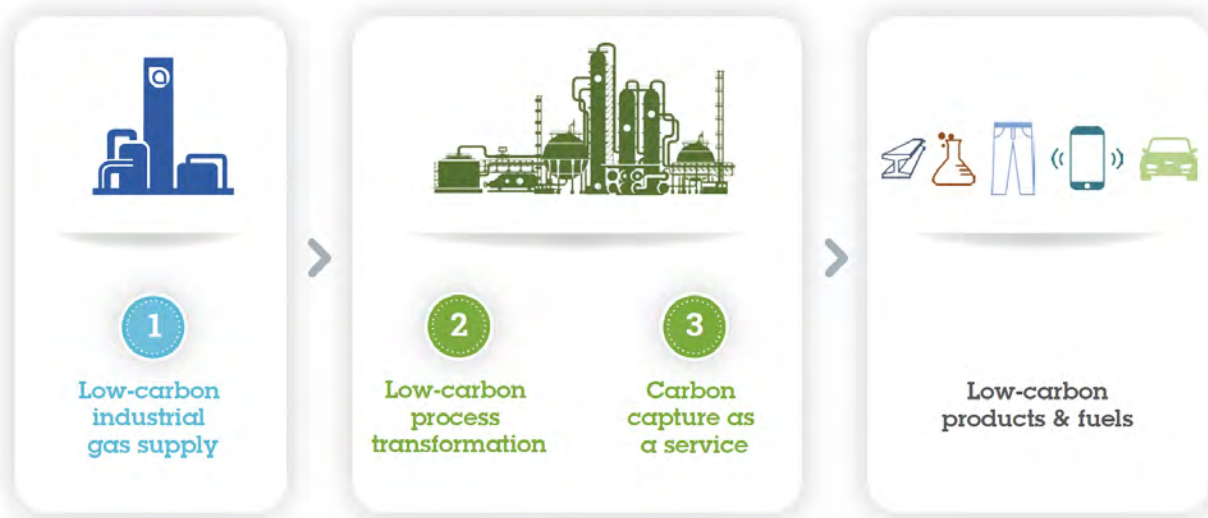 1
Low-carbon
industrial
gas supply
2
Low-carbon
process
transformation
3
Carbon
capture as
a service
Low-carbon
products & fuels